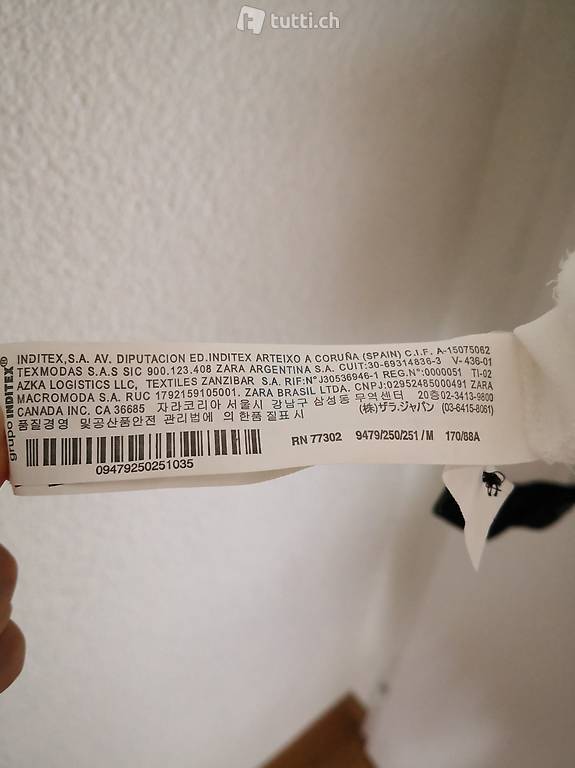 tutti.ch
grupo INDITEX®
INDITEX,S.A. AV. DIPUTACION ED.INDITEX ARTEIXO A CORUÑA (SPAIN) C.I.F. A-15075062
TEXMODAS S.A.S SIC 900.123.408 ZARA ARGENTINA S.A. CUIT:30-69314836-3 V-436-01
AZKA LOGISTICS LLC, TEXTILES ZANZIBAR S.A. RIF:N°J30536946-1 REG.N°:0000051 TI-02
MACROMODA S.A. RUC 1792159105001. ZARA BRASIL LTDA. CNPJ:02952485000491 ZARA
CANADA INC. CA 36685 자라코리아 서울시 강남구 삼성동 무역센터 20층02-3413-9800
품질경영 및공산품안전 관리법에 의한품질표시 (株)ザラ.ジャパン (03-6415-8061)
RN 77302 9479/250/251/M 170/88A
09479250251035